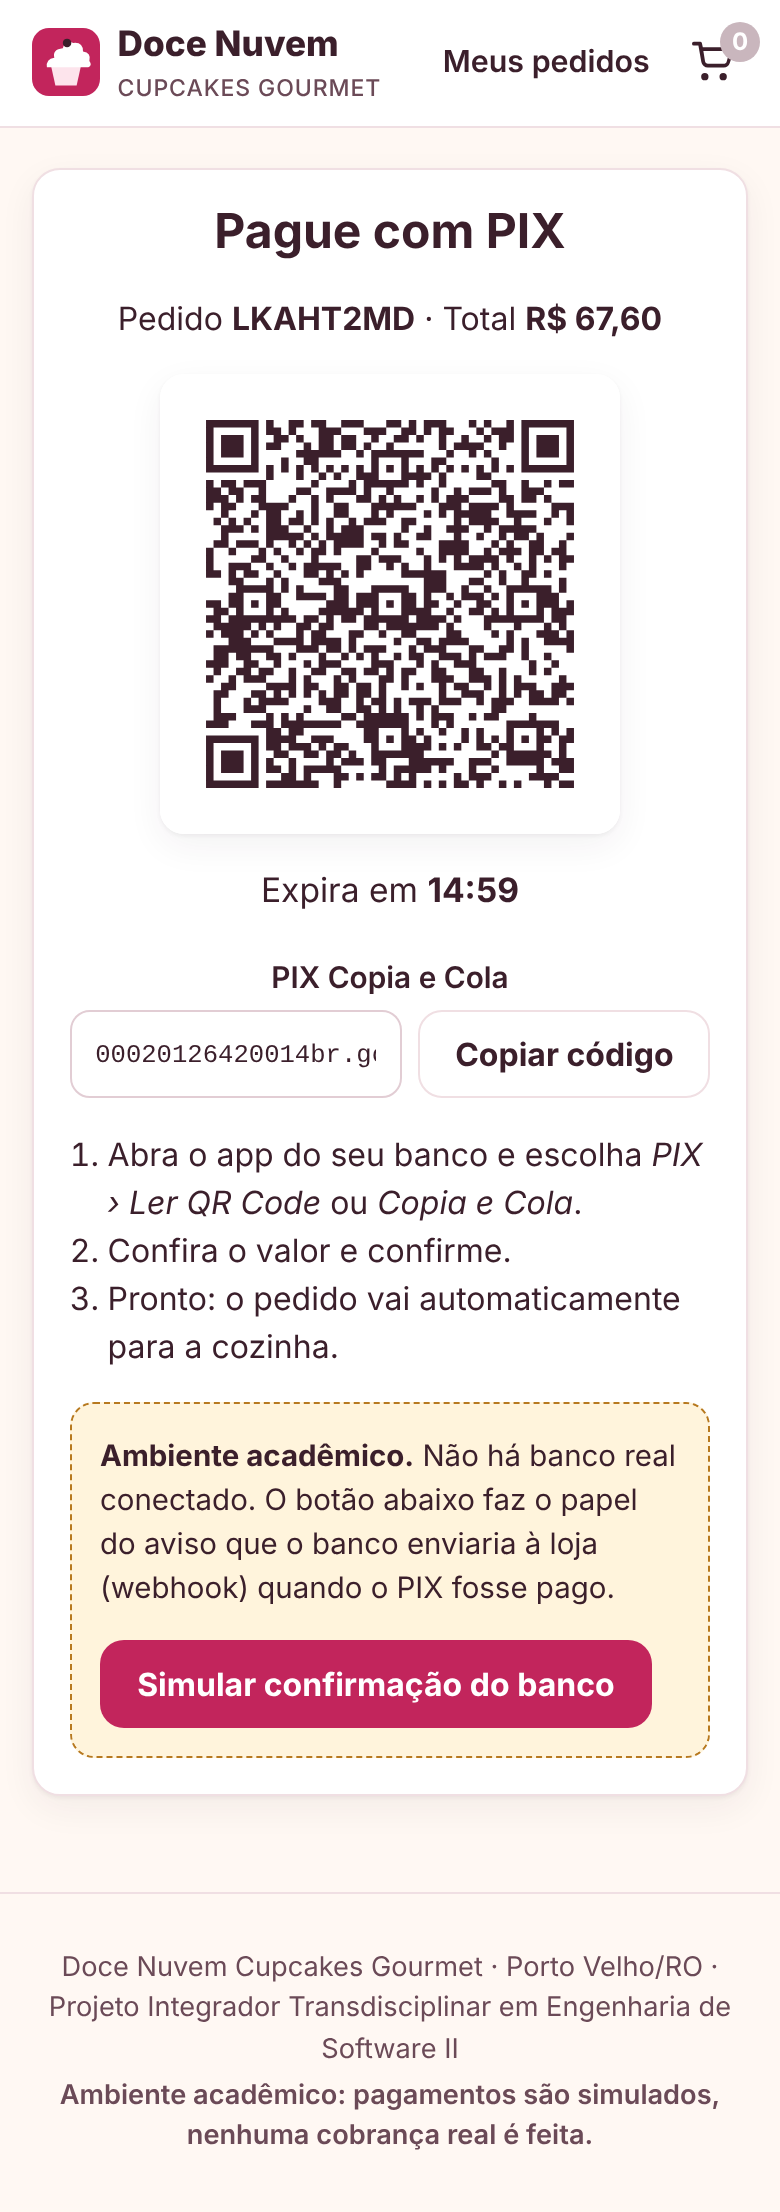 Doce Nuvem
CUPCAKES GOURMET
Meus pedidos
0
Pague com PIX
Pedido LKAHT2MD · Total R$ 67,60
Expira em 14:59
PIX Copia e Cola
00020126420014br.go
Copiar código
1. Abra o app do seu banco e escolha PIX
› Ler QR Code ou Copia e Cola.
2. Confira o valor e confirme.
3. Pronto: o pedido vai automaticamente
para a cozinha.
Ambiente acadêmico. Não há banco real
conectado. O botão abaixo faz o papel
do aviso que o banco enviaria à loja
(webhook) quando o PIX fosse pago.
Simular confirmação do banco
Doce Nuvem Cupcakes Gourmet · Porto Velho/RO ·
Projeto Integrador Transdisciplinar em Engenharia de
Software II
Ambiente acadêmico: pagamentos são simulados,
nenhuma cobrança real é feita.